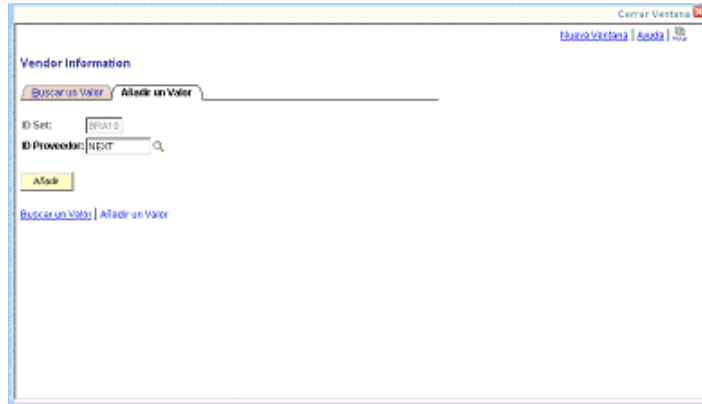 Cerrar Ventana
Nueva Ventana | Ayuda |
Vendor Information
Buscar un Valor Añadir un Valor
ID Set: BRA10
ID Proveedor: NEXT
Añadir
Buscar un Valor | Añadir un Valor